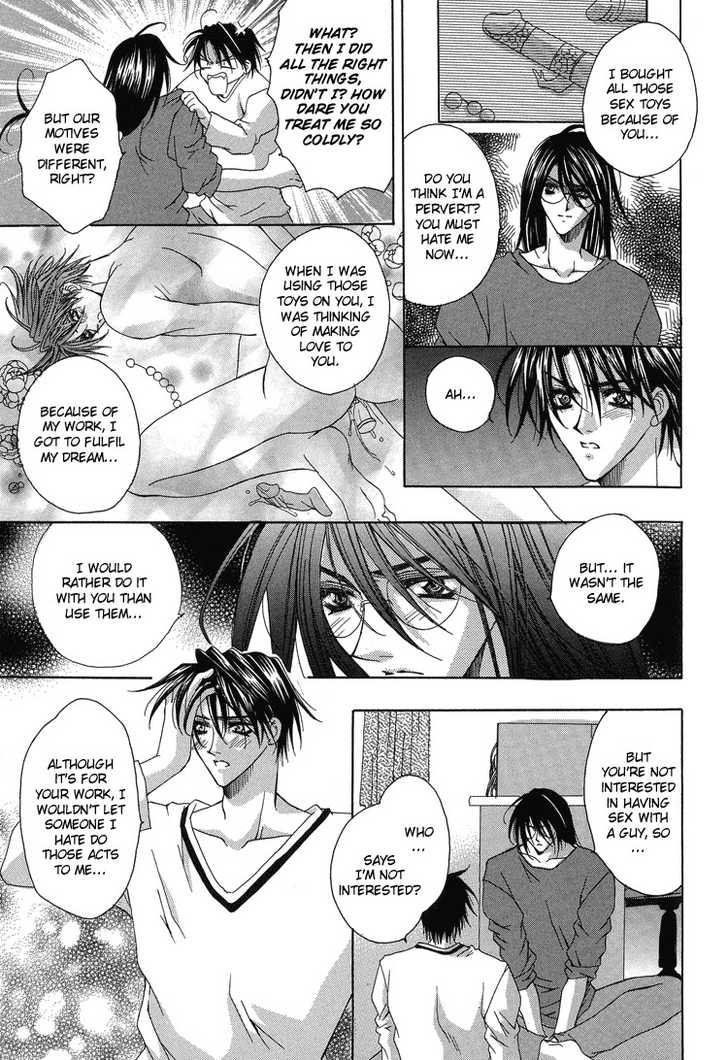 I BOUGHT
ALL THOSE
SEX TOYS
BECAUSE OF
YOU...
DO YOU
THINK I'M A
PERVERT?
YOU MUST
HATE ME
NOW...
AH...
WHAT?
THEN I DID
ALL THE RIGHT
THINGS,
DIDN'T I? HOW
DARE YOU
TREAT ME SO
COLDLY?
BUT OUR
MOTIVES
WERE
DIFFERENT,
RIGHT?
WHEN I WAS
USING THOSE
TOYS ON YOU, I
WAS THINKING
OF MAKING
LOVE TO
YOU.
BECAUSE OF
MY WORK, I
GOT TO FULFIL
MY DREAM...
BUT... IT
WASN'T THE
SAME.
I WOULD
RATHER DO IT
WITH YOU THAN
USE THEM...
BUT
YOU'RE NOT
INTERESTED
IN HAVING
SEX WITH
A GUY, SO
...
WHO
...
SAYS
I'M NOT
INTERESTED?
ALTHOUGH
IT'S FOR
YOUR WORK, I
WOULDN'T LET
SOMEONE I
HATE DO
THOSE ACTS
TO ME...